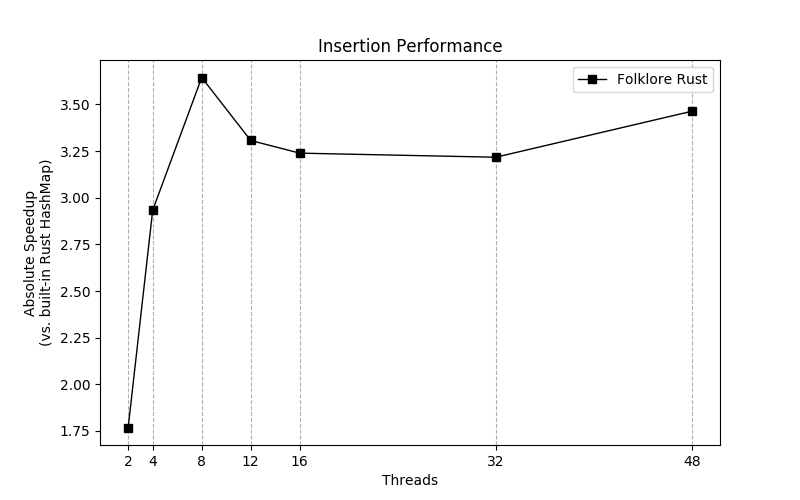 Insertion Performance
Folklore Rust
Absolute Speedup
(vs. built-in Rust HashMap)
3.50
3.25
3.00
2.75
2.50
2.25
2.00
1.75
2 4 8 12 16 32 48
Threads